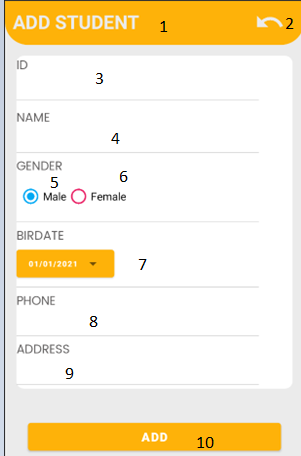 ADD STUDENT 1 2
ID
3
NAME
4
GENDER
5 6
Male Female
BIRDATE
01/01/2021 7
PHONE
8
ADDRESS
9
ADD 10